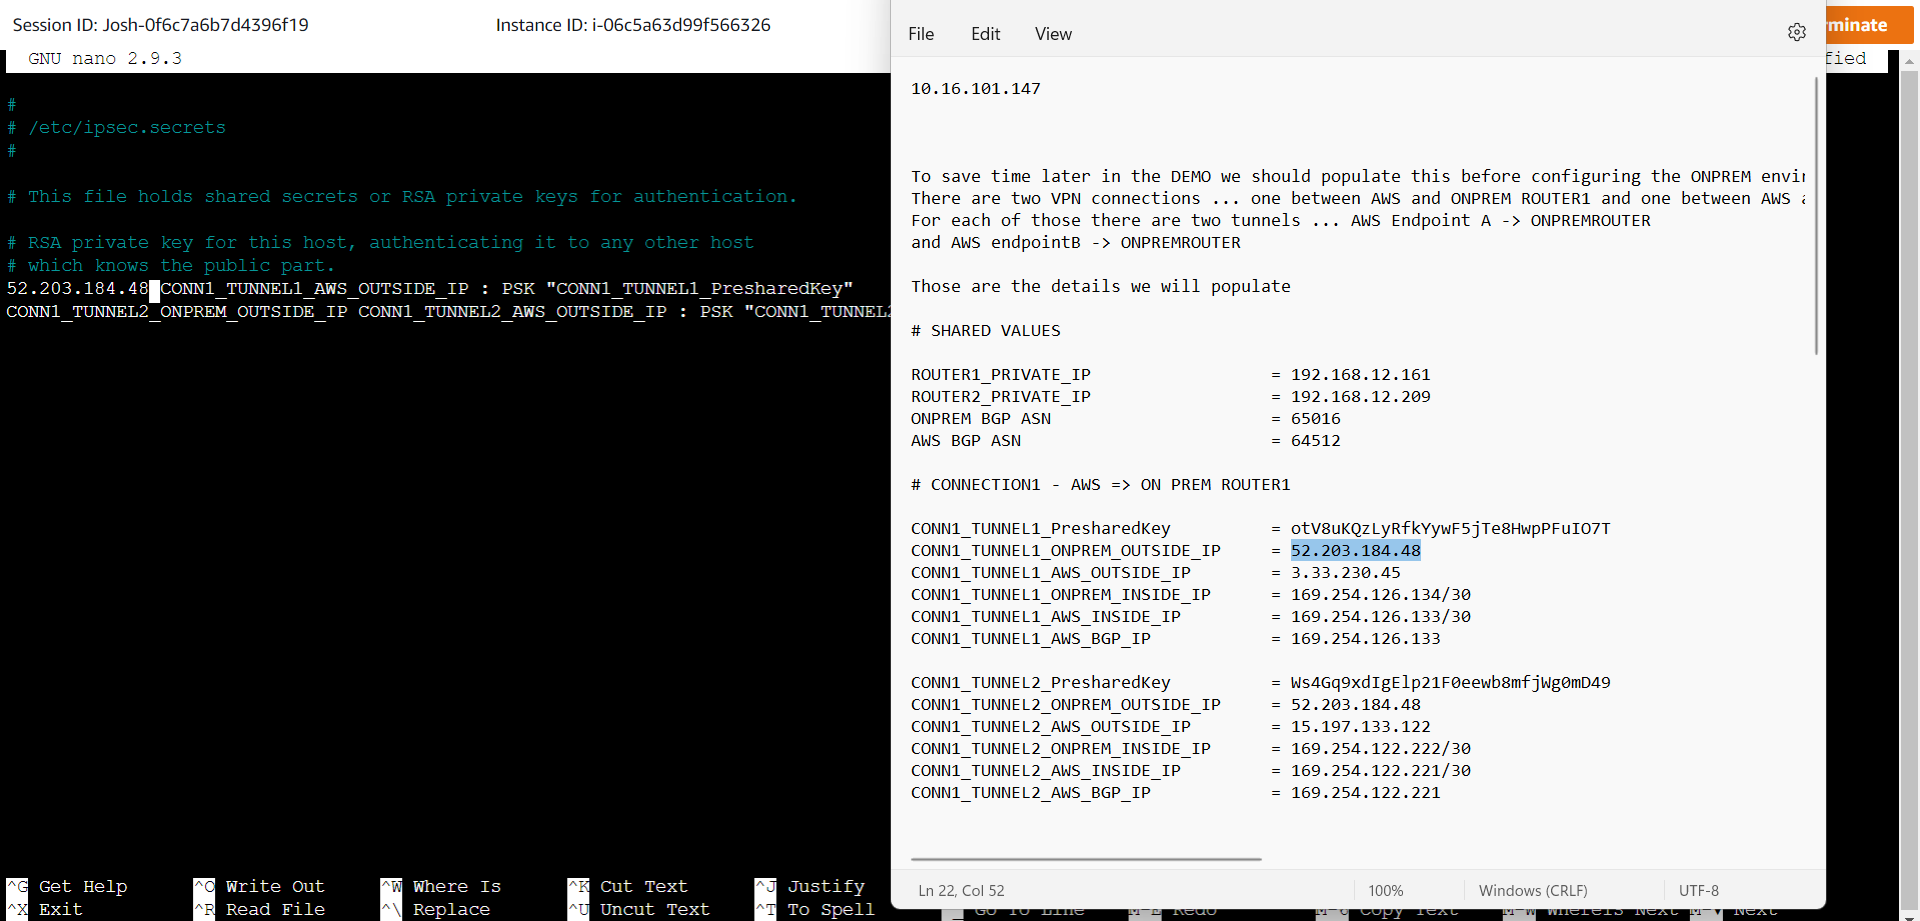 Session ID: Josh-0f6c7a6b7d4396f19
Instance ID: i-06c5a63d99f566326
GNU nano 2.9.3
#
# /etc/ipsec.secrets
#
# This file holds shared secrets or RSA private keys for authentication.
# RSA private key for this host, authenticating it to any other host
# which knows the public part.
52.203.184.48 CONN1_TUNNEL1_AWS_OUTSIDE_IP : PSK "CONN1_TUNNEL1_PresharedKey"
CONN1_TUNNEL2_ONPREM_OUTSIDE_IP CONN1_TUNNEL2_AWS_OUTSIDE_IP : PSK "CONN1_TUNNEL2
^G Get Help ^O Write Out ^W Where Is ^K Cut Text ^J Justify
^X Exit ^R Read File ^\ Replace ^U Uncut Text ^T To Spell
File Edit View
rminate
fied
10.16.101.147
To save time later in the DEMO we should populate this before configuring the ONPREM envir
There are two VPN connections ... one between AWS and ONPREM ROUTER1 and one between AWS a
For each of those there are two tunnels ... AWS Endpoint A -> ONPREMROUTER
and AWS endpointB -> ONPREMROUTER
Those are the details we will populate
# SHARED VALUES
ROUTER1_PRIVATE_IP = 192.168.12.161
ROUTER2_PRIVATE_IP = 192.168.12.209
ONPREM BGP ASN = 65016
AWS BGP ASN = 64512
# CONNECTION1 - AWS => ON PREM ROUTER1
CONN1_TUNNEL1_PresharedKey = otV8uKQzLyRfkYywF5jTe8HwpPFuIO7T
CONN1_TUNNEL1_ONPREM_OUTSIDE_IP = 52.203.184.48
CONN1_TUNNEL1_AWS_OUTSIDE_IP = 3.33.230.45
CONN1_TUNNEL1_ONPREM_INSIDE_IP = 169.254.126.134/30
CONN1_TUNNEL1_AWS_INSIDE_IP = 169.254.126.133/30
CONN1_TUNNEL1_AWS_BGP_IP = 169.254.126.133
CONN1_TUNNEL2_PresharedKey = Ws4Gq9xdIgElp21F0eewb8mfjWg0mD49
CONN1_TUNNEL2_ONPREM_OUTSIDE_IP = 52.203.184.48
CONN1_TUNNEL2_AWS_OUTSIDE_IP = 15.197.133.122
CONN1_TUNNEL2_ONPREM_INSIDE_IP = 169.254.122.222/30
CONN1_TUNNEL2_AWS_INSIDE_IP = 169.254.122.221/30
CONN1_TUNNEL2_AWS_BGP_IP = 169.254.122.221
Ln 22, Col 52 100% Windows (CRLF) UTF-8